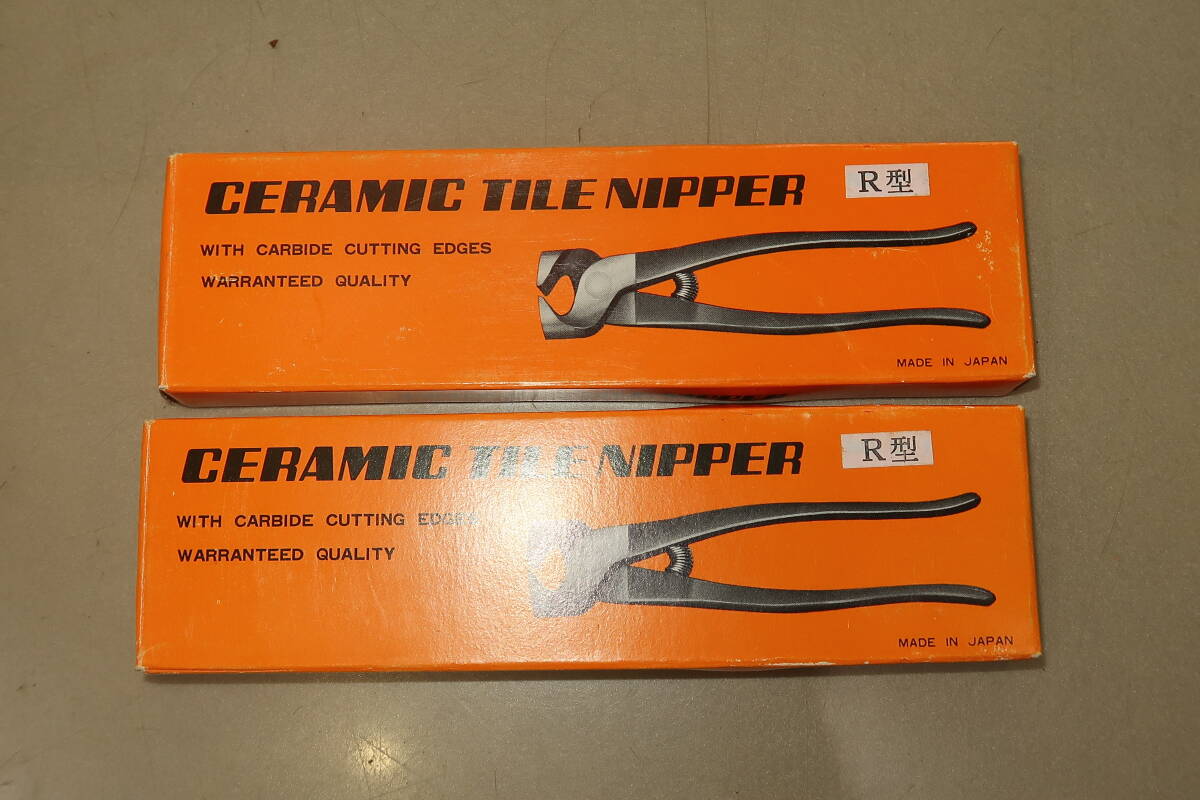 CERAMIC TILE NIPPER R型
WITH CARBIDE CUTTING EDGES
WARRANTEED QUALITY
MADE IN JAPAN
CERAMIC TILE NIPPER R型
WITH CARBIDE CUTTING EDGES
WARRANTEED QUALITY
MADE IN JAPAN